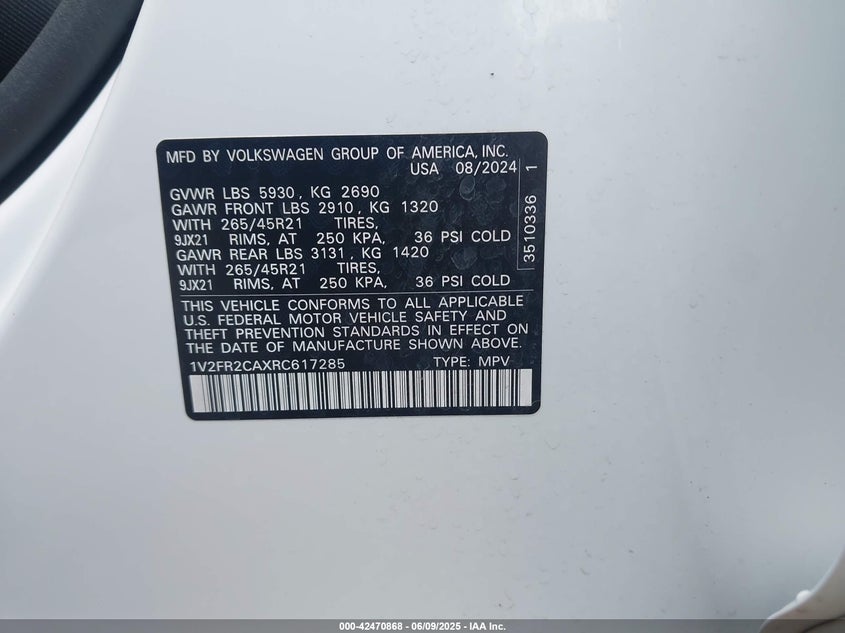 MFD BY VOLKSWAGEN GROUP OF AMERICA, INC.
USA 08/2024
GVWR LBS 5930, KG 2690
GAWR FRONT LBS 2910, KG 1320
WITH 265/45R21 TIRES,
9JX21 RIMS, AT 250 KPA, 36 PSI COLD
GAWR REAR LBS 3131, KG 1420
WITH 265/45R21 TIRES,
9JX21 RIMS, AT 250 KPA, 36 PSI COLD
THIS VEHICLE CONFORMS TO ALL APPLICABLE
U.S. FEDERAL MOTOR VEHICLE SAFETY AND
THEFT PREVENTION STANDARDS IN EFFECT ON
THE DATE OF MANUFACTURE SHOWN ABOVE.
1V2FR2CAXRC617285 TYPE: MPV
3510336 1
000-42470868 - 06/09/2025 - IAA Inc.